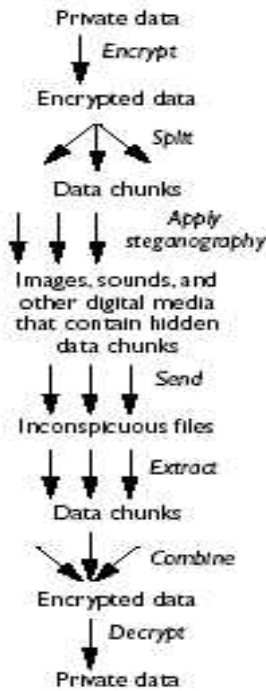 Private data
Encrypt
Encrypted data
Split
Data chunks
Apply
steganography
Images, sounds, and
other digital media
that contain hidden
data chunks
Send
Inconspicuous files
Extract
Data chunks
Combine
Encrypted data
Decrypt
Private data